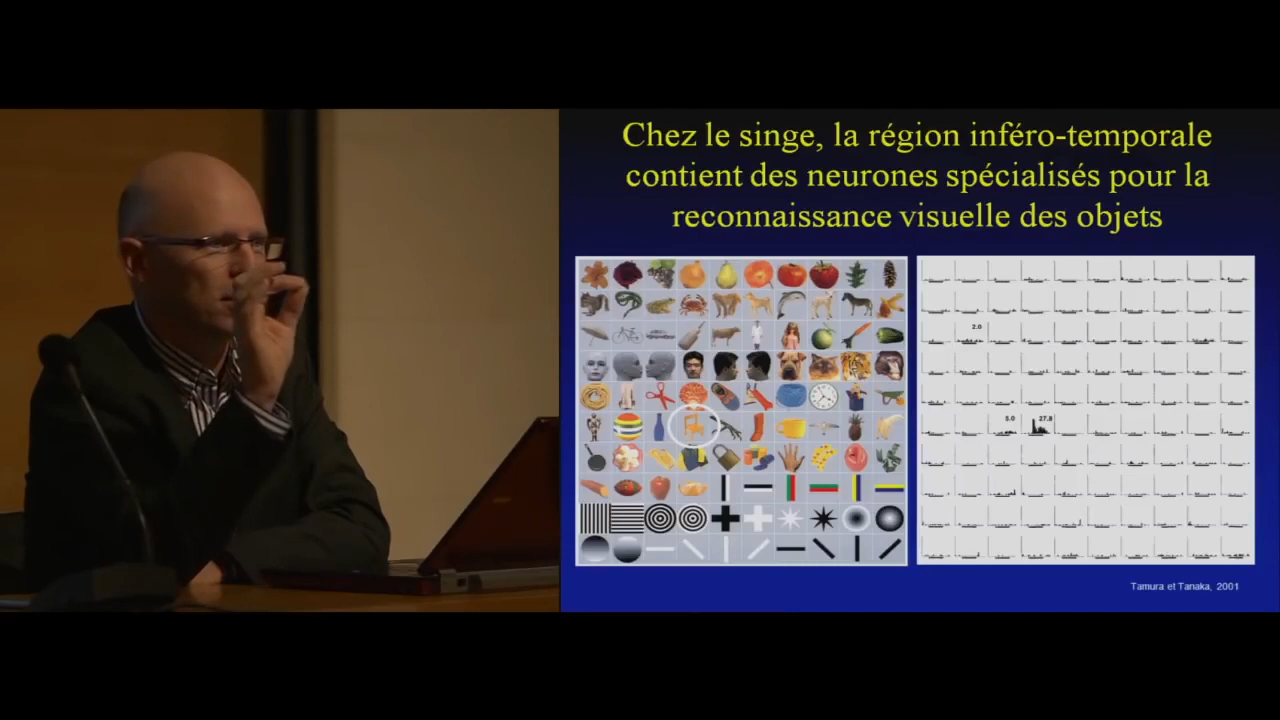 Chez le singe, la région inféro-temporale
contient des neurones spécialisés pour la
reconnaissance visuelle des objets
2.0
5.0
27.8
Tamura et Tanaka, 2001